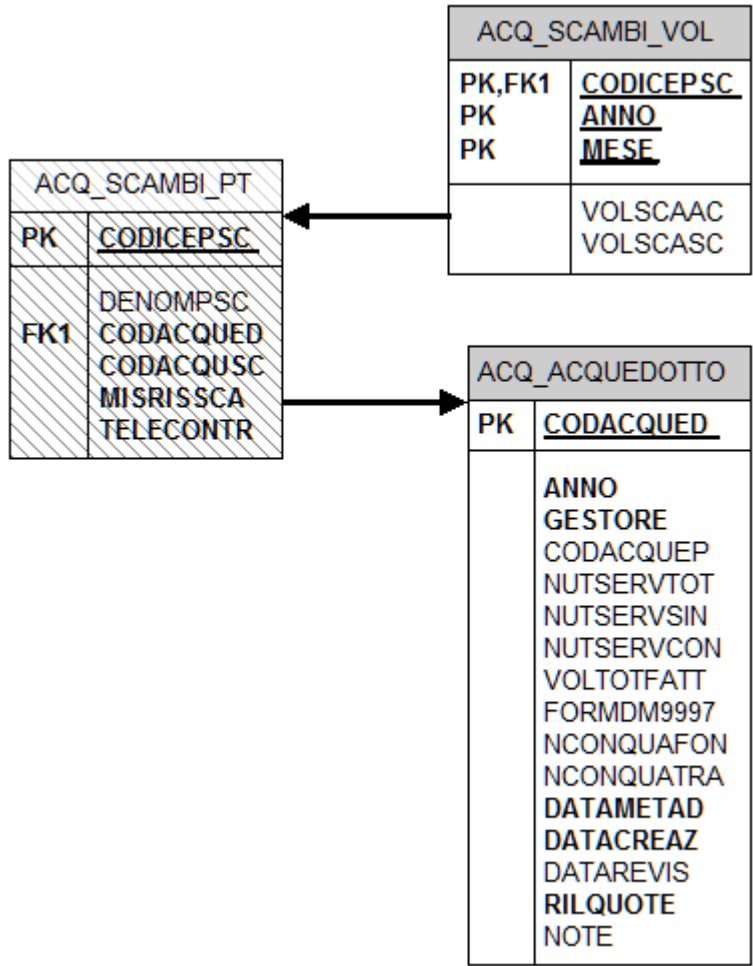 ACQ_SCAMBI_VOL
PK,FK1 CODICEPSC
PK ANNO
PK MESE
VOLSCAAC
VOLSCASC
ACQ_SCAMBI_PT
PK CODICEPSC
DENOMPSC
FK1 CODACQUED
CODACQUSC
MISRISSCA
TELECONTR
ACQ_ACQUEDOTTO
PK CODACQUED
ANNO
GESTORE
CODACQUEP
NUTSERVTOT
NUTSERVSIN
NUTSERVCON
VOLTOTFATT
FORMDM9997
NCONQUAFON
NCONQUATRA
DATAMETAD
DATACREAZ
DATAREVIS
RILQUOTE
NOTE